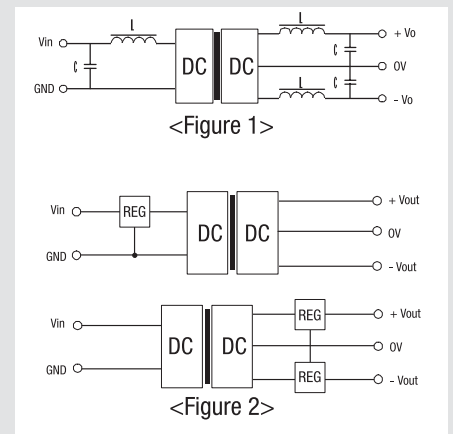 L
L
Vin
+ Vo
C
C
DC
DC
0V
C
L
GND
- Vo
<Figure 1>
Vin
REG
+ Vout
DC
DC
0V
GND
- Vout
Vin
REG
+ Vout
DC
DC
0V
GND
REG
- Vout
<Figure 2>